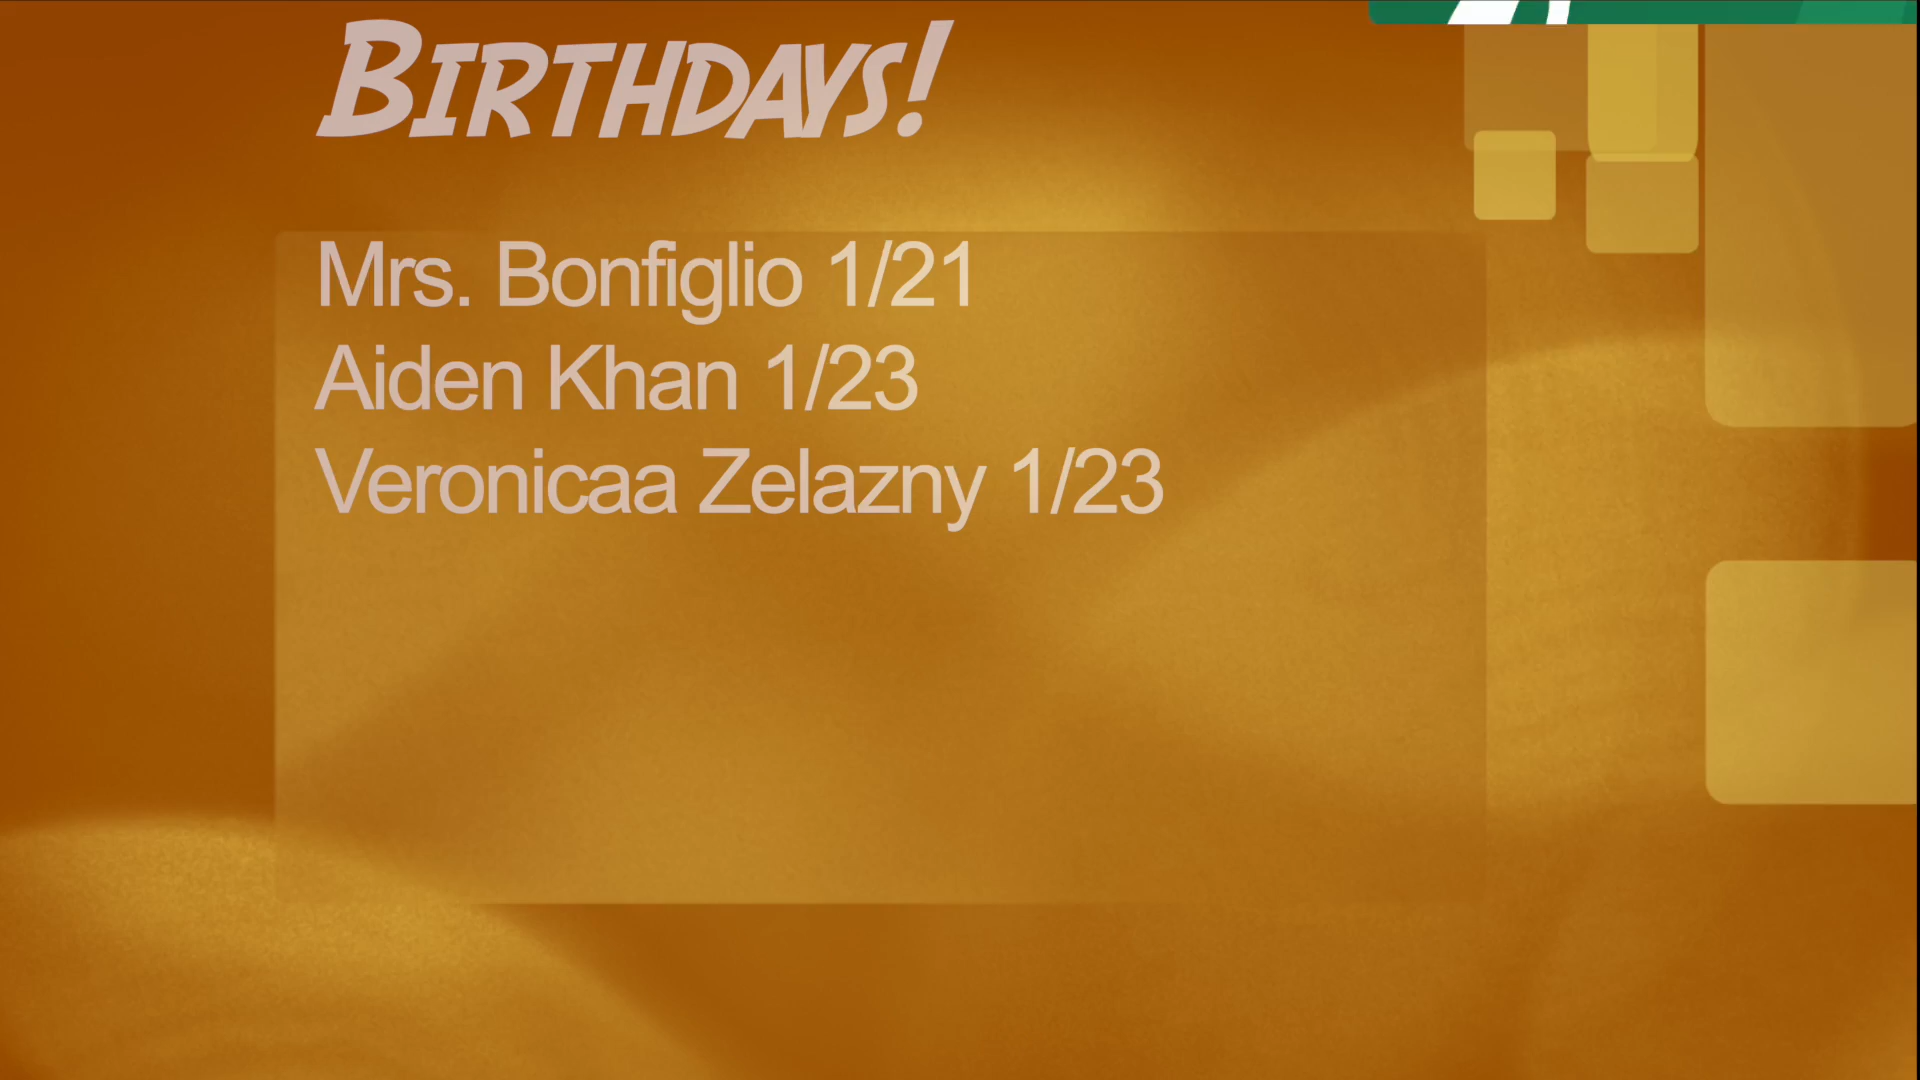 Birthdays!
Mrs. Bonfiglio 1/21
Aiden Khan 1/23
Veronicaa Zelazny 1/23